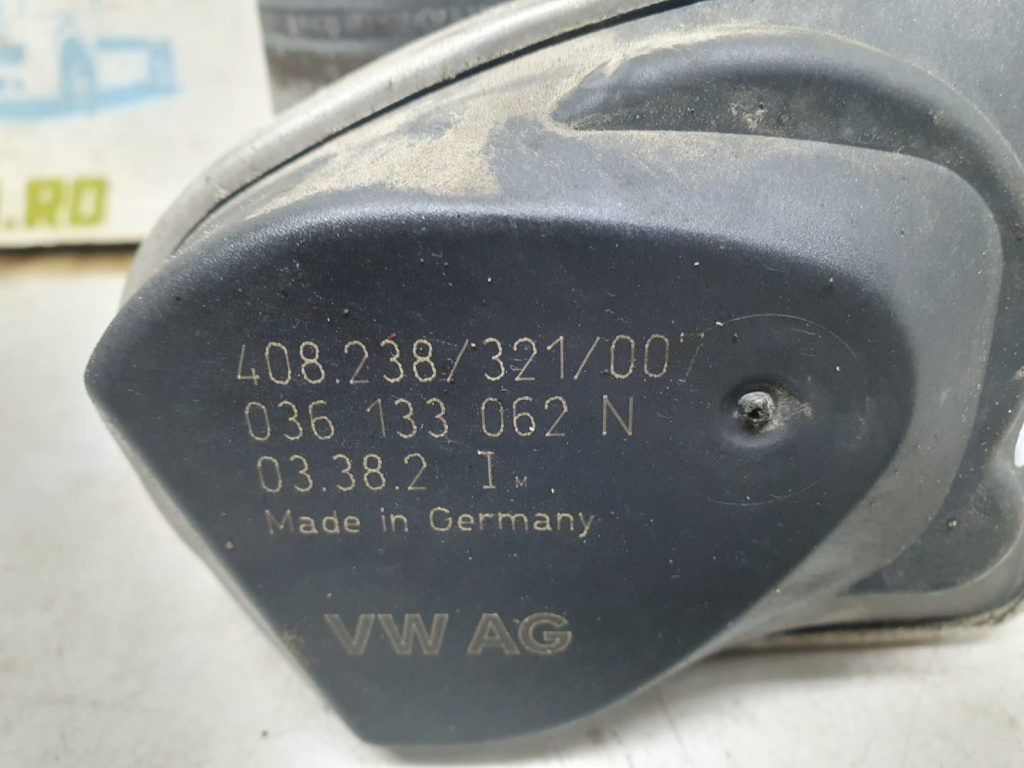 .RO
408.238/321/007
036 133 062 N
03.38.2 I M
Made in Germany
VW AG